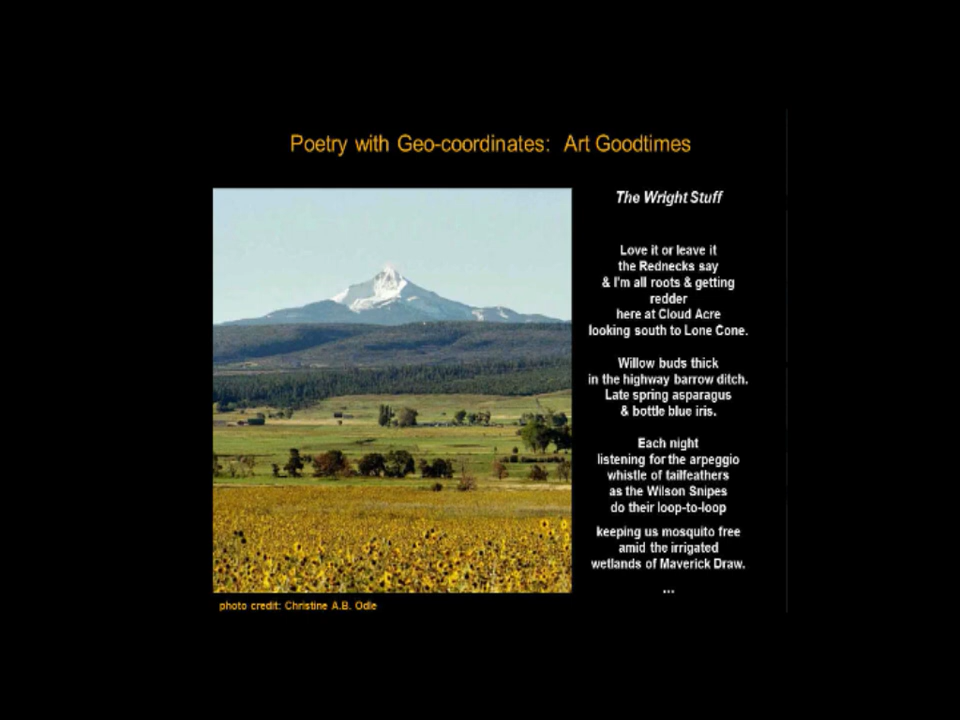 Poetry with Geo-coordinates: Art Goodtimes
The Wright Stuff
Love it or leave it
the Rednecks say
& I'm all roots & getting
redder
here at Cloud Acre
looking south to Lone Cone.
Willow buds thick
in the highway barrow ditch.
Late spring asparagus
& bottle blue iris.
Each night
listening for the arpeggio
whistle of tailfeathers
as the Wilson Snipes
do their loop-to-loop
keeping us mosquito free
amid the irrigated
wetlands of Maverick Draw.
...
photo credit: Christine A.B. Odle